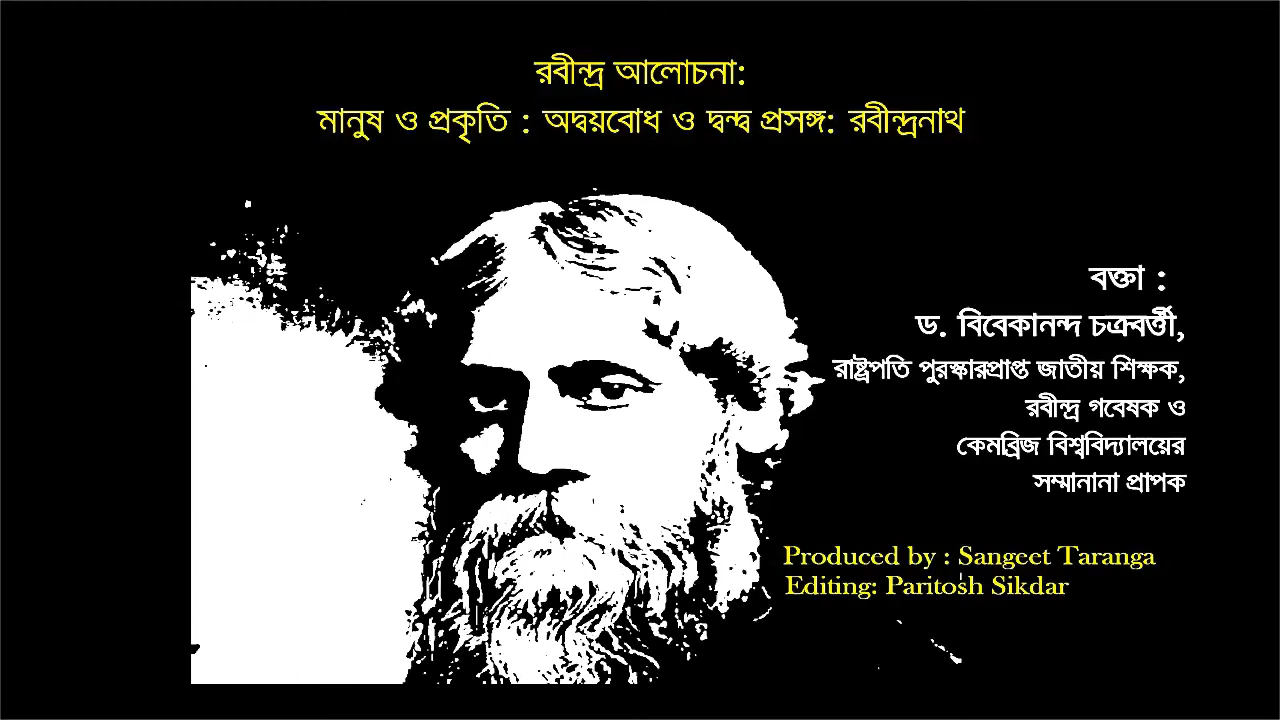 রবীন্দ্র আলোচনা:
মানুষ ও প্রকৃতি : অদ্বয়বোধ ও দ্বন্দ্ব প্রসঙ্গ: রবীন্দ্রনাথ
বক্তা :
ড. বিবেকানন্দ চক্রবর্ত্তী,
রাষ্ট্রপতি পুরস্কারপ্রাপ্ত জাতীয় শিক্ষক,
রবীন্দ্র গবেষক ও
কেমব্রিজ বিশ্ববিদ্যালয়ের
সম্মানানা প্রাপক
Produced by : Sangeet Taranga
Editing: Paritosh Sikdar